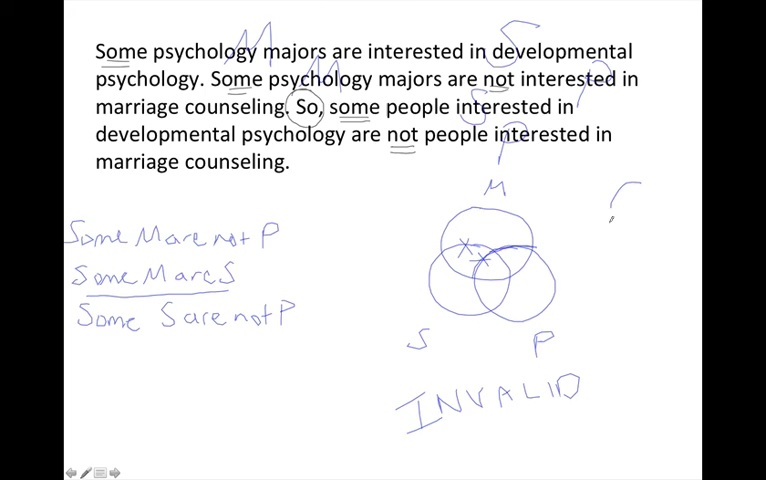 Some psychology majors are interested in developmental
psychology. Some psychology majors are not interested in
marriage counseling. So, some people interested in
developmental psychology are not people interested in
marriage counseling.
M
S
M
P
S
P
M
Some M are not P
Some M are S
Some S are not P
S
P
INVALID